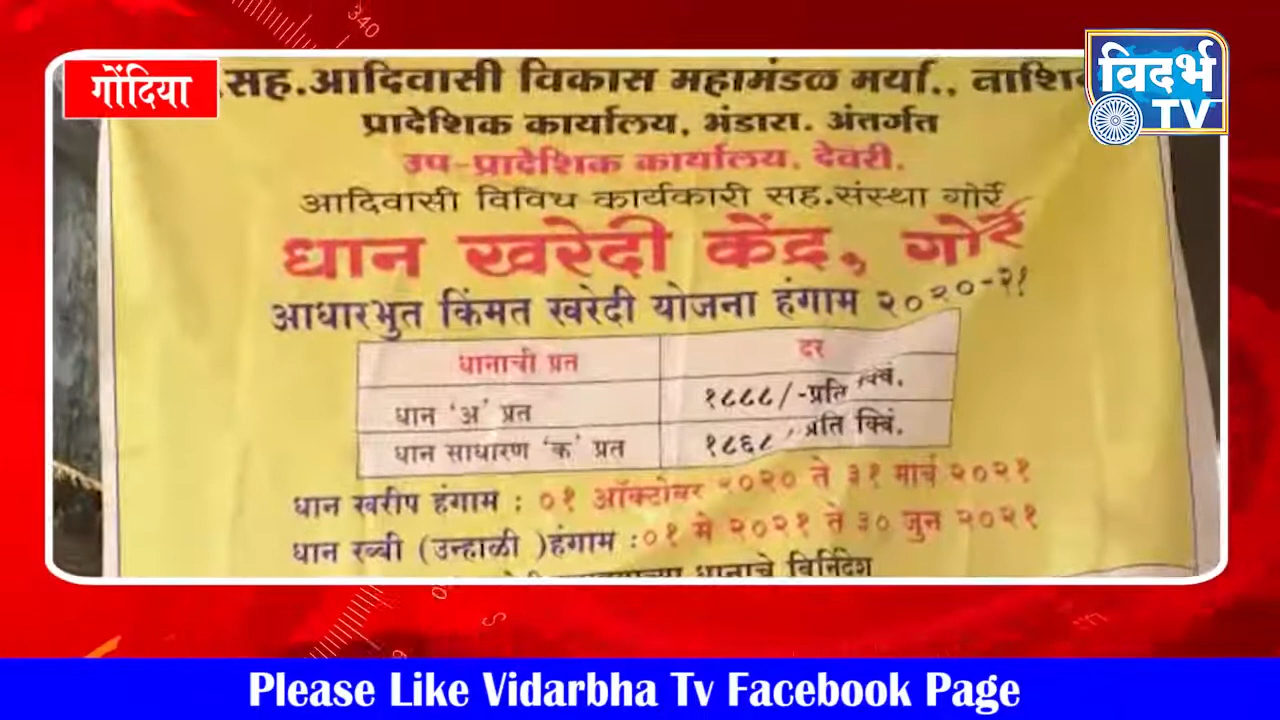 ३४०
गोंदिया
विदर्भ
TV
.सह.आदिवासी विकास महामंडळ मर्या.. नाशि
प्रादेशिक कार्यालय. भंडारा. अंतर्गत
उप-प्रादेशिक कार्यालय. देवरी.
आदिवासी विविध कार्यकारी सह.संस्था गोर्रे
धान खरेदी केंद्र, गोर्रे
आधारभुत किंमत खरेदी योजना हंगाम २०२०-२१
धानाची प्रत दर
धान 'अ' प्रत १८८८/-प्रति क्विं.
धान साधारण 'क' प्रत १८६८ प्रति क्विं.
धान खरीप हंगाम : ०१ ऑक्टोबर २०२० ते ३१ मार्च २०२१
धान रब्बी (उन्हाळी )हंगाम :०१ मे २०२१ ते ३० जुन २०२१
धानाचे विनिर्देश
Please Like Vidarbha Tv Facebook Page